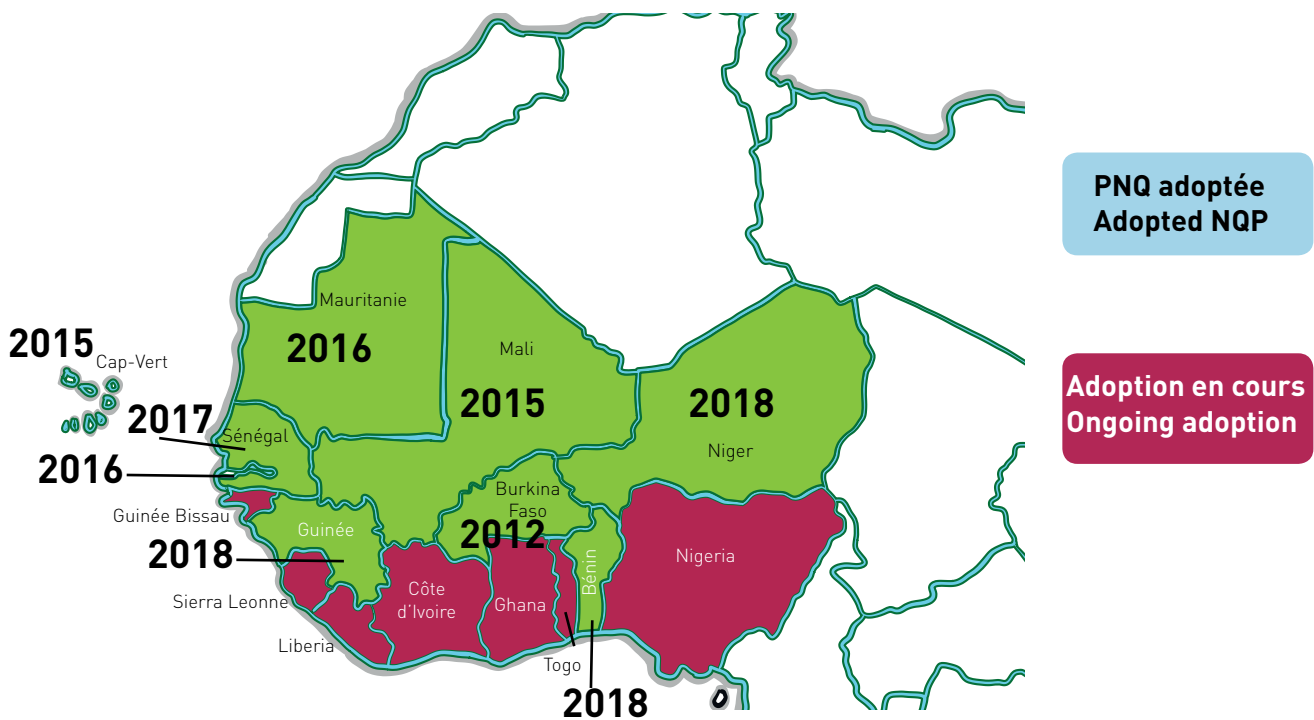 PNQ adoptée
Adopted NQP
Adoption en cours
Ongoing adoption
Mauritanie
2016
Mali
2015
2018
Niger
2015
Cap-Vert
2017
Sénégal
2016
Guinée Bissau
Guinée
2018
Burkina
Faso
2012
Sierra Leonne
Liberia
Côte
d'Ivoire
Ghana
Togo
Bénin
2018
Nigeria